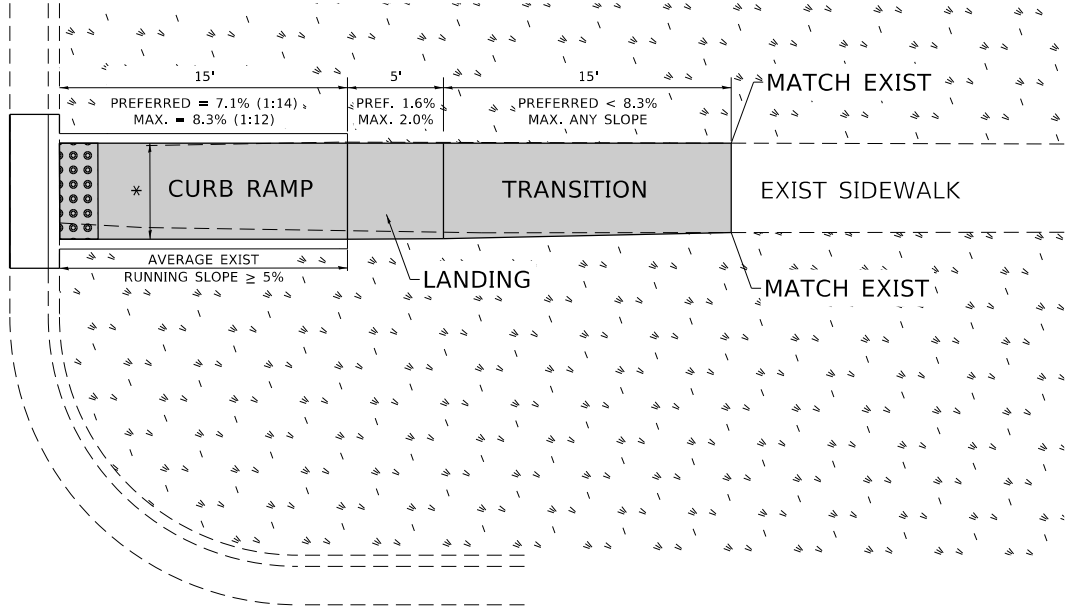 15'
5'
15'
PREFERRED = 7.1% (1:14)
MAX. = 8.3% (1:12)
PREF. 1.6%
MAX. 2.0%
PREFERRED < 8.3%
MAX. ANY SLOPE
MATCH EXIST
*
CURB RAMP
TRANSITION
EXIST SIDEWALK
AVERAGE EXIST
RUNNING SLOPE ≥ 5%
LANDING
MATCH EXIST